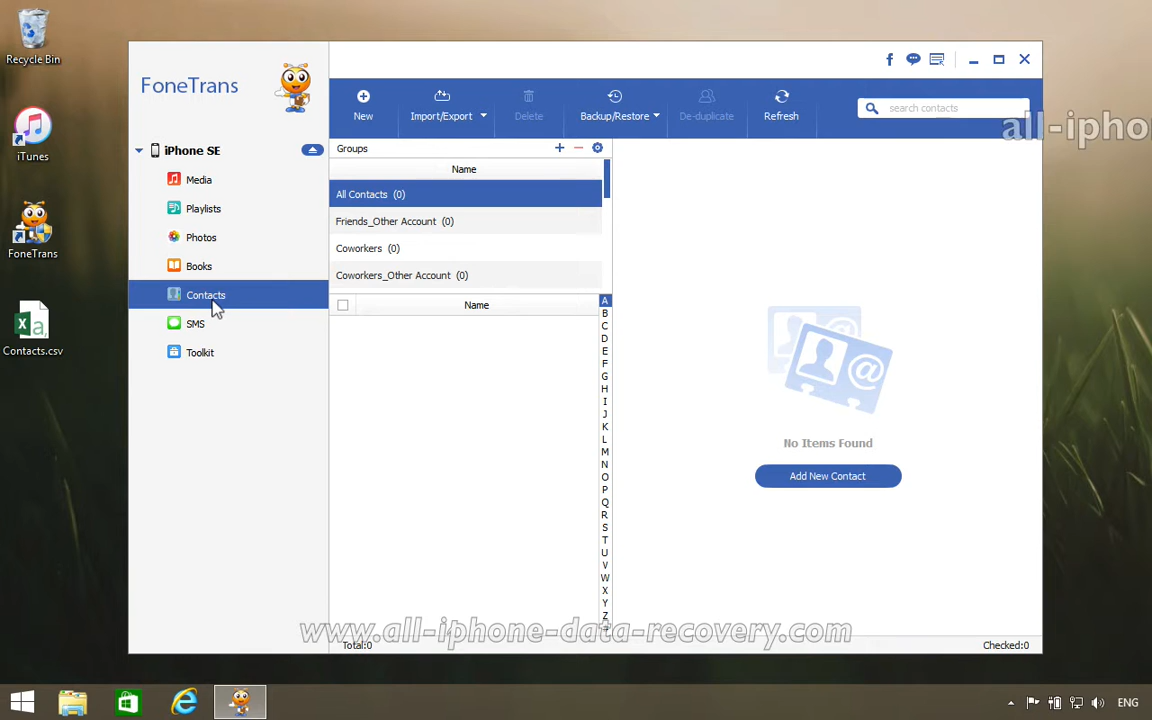 Recycle Bin
iTunes
FoneTrans
Contacts.csv
FoneTrans
iPhone SE
Media
Playlists
Photos
Books
Contacts
SMS
Toolkit
New
Import/Export
Delete
Backup/Restore
De-duplicate
Refresh
search contacts
all-ipho
Groups
Name
All Contacts (0)
Friends_Other Account (0)
Coworkers (0)
Coworkers_Other Account (0)
Name
A
B
C
D
E
F
G
H
I
J
K
L
M
N
O
P
Q
R
S
T
U
V
W
X
Y
Z
#
No Items Found
Add New Contact
www.all-iphone-data-recovery.com
Total:0
Checked:0
ENG